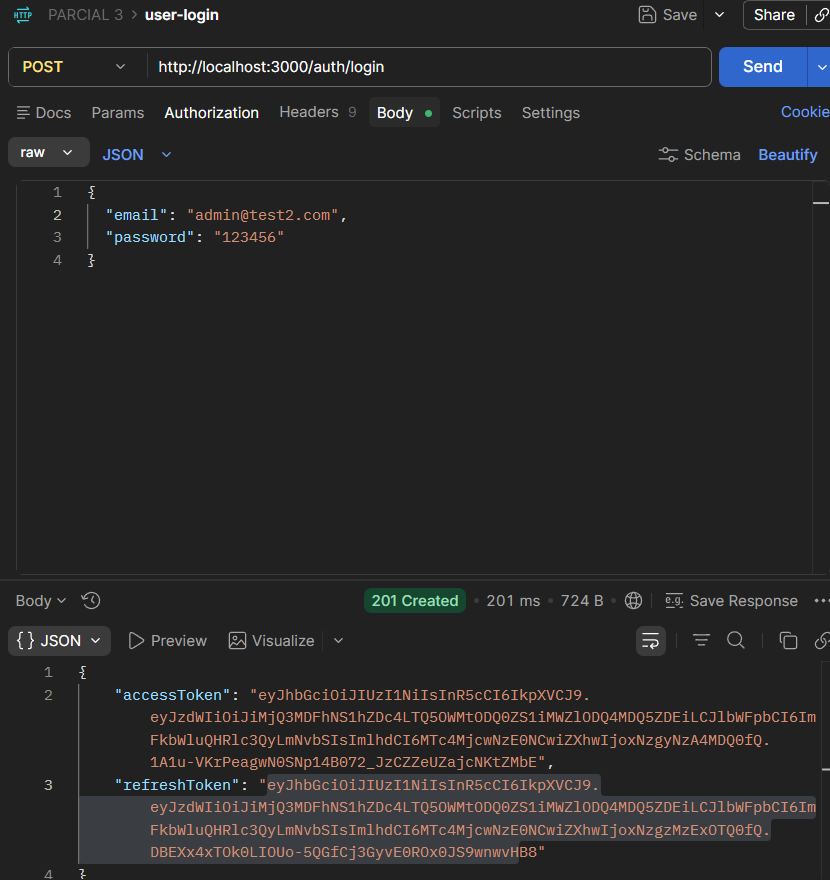 HTTP PARCIAL 3 > user-login Save Share
POST http://localhost:3000/auth/login Send
Docs Params Authorization Headers 9 Body Scripts Settings Cookie
raw JSON Schema Beautify
1 {
2 "email": "admin@test2.com",
3 "password": "123456"
4 }
Body 201 Created 201 ms 724 B e.g. Save Response
{} JSON Preview Visualize
1 {
2 "accessToken": "eyJhbGciOiJIUzI1NiIsInR5cCI6IkpXVCJ9.
eyJzdWIiOiJiMjQ3MDFhNS1hZDc4LTQ5OWMtODQ0ZS1iMWZlODQ4MDQ5ZDEiLCJlbWFpbCI6Im
FkbWluQHRlc3QyLmNvbSIsImlhdCI6MTc4MjcwNzE0NCwiZXhwIjoxNzgyNzA4MDQ0fQ.
1A1u-VKrPeagwN0SNp14B072_JzCZZeUZajcNKtZMbE",
3 "refreshToken": "eyJhbGciOiJIUzI1NiIsInR5cCI6IkpXVCJ9.
eyJzdWIiOiJiMjQ3MDFhNS1hZDc4LTQ5OWMtODQ0ZS1iMWZlODQ4MDQ5ZDEiLCJlbWFpbCI6Im
FkbWluQHRlc3QyLmNvbSIsImlhdCI6MTc4MjcwNzE0NCwiZXhwIjoxNzgzMzExOTQ0fQ.
DBEXx4xTOk0LIOUo-5QGfCj3GyvE0ROx0JS9wnwvHB8"
4 }